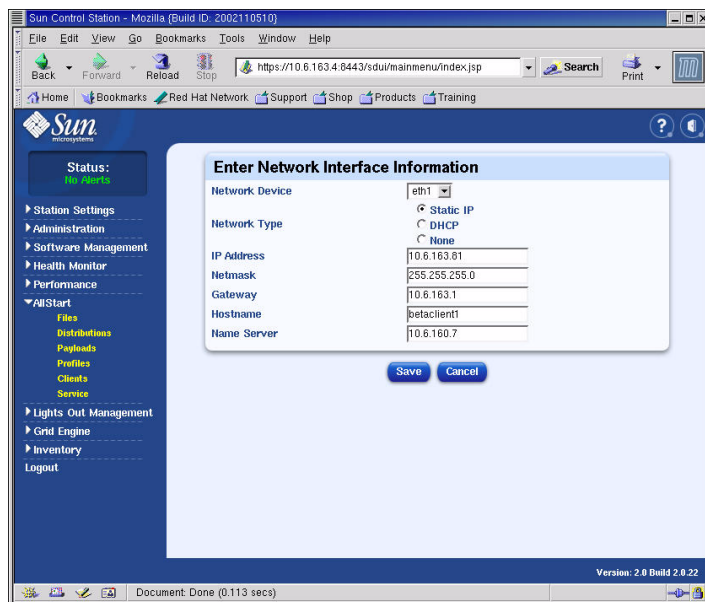 Sun Control Station - Mozilla {Build ID: 2002110510}
File Edit View Go Bookmarks Tools Window Help
Back Forward Reload Stop https://10.6.163.4:8443/sdui/mainmenu/index.jsp Search Print
Home Bookmarks Red Hat Network Support Shop Products Training
Sun
microsystems
?
Status:
No Alerts
Station Settings
Administration
Software Management
Health Monitor
Performance
AllStart
Files
Distributions
Payloads
Profiles
Clients
Service
Lights Out Management
Grid Engine
Inventory
Logout
Enter Network Interface Information
Network Device eth1
Network Type Static IP
DHCP
None
IP Address 10.6.163.81
Netmask 255.255.255.0
Gateway 10.6.163.1
Hostname betaclient1
Name Server 10.6.160.7
Save Cancel
Version: 2.0 Build 2.0.22
Document: Done (0.113 secs)